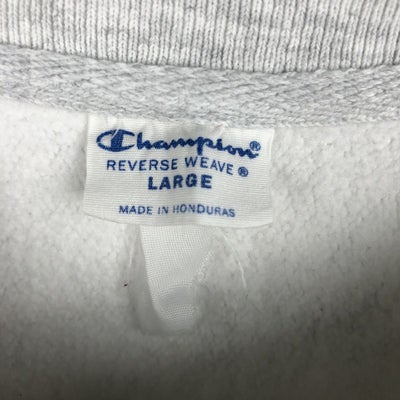 Champion®
REVERSE WEAVE®
LARGE
MADE IN HONDURAS